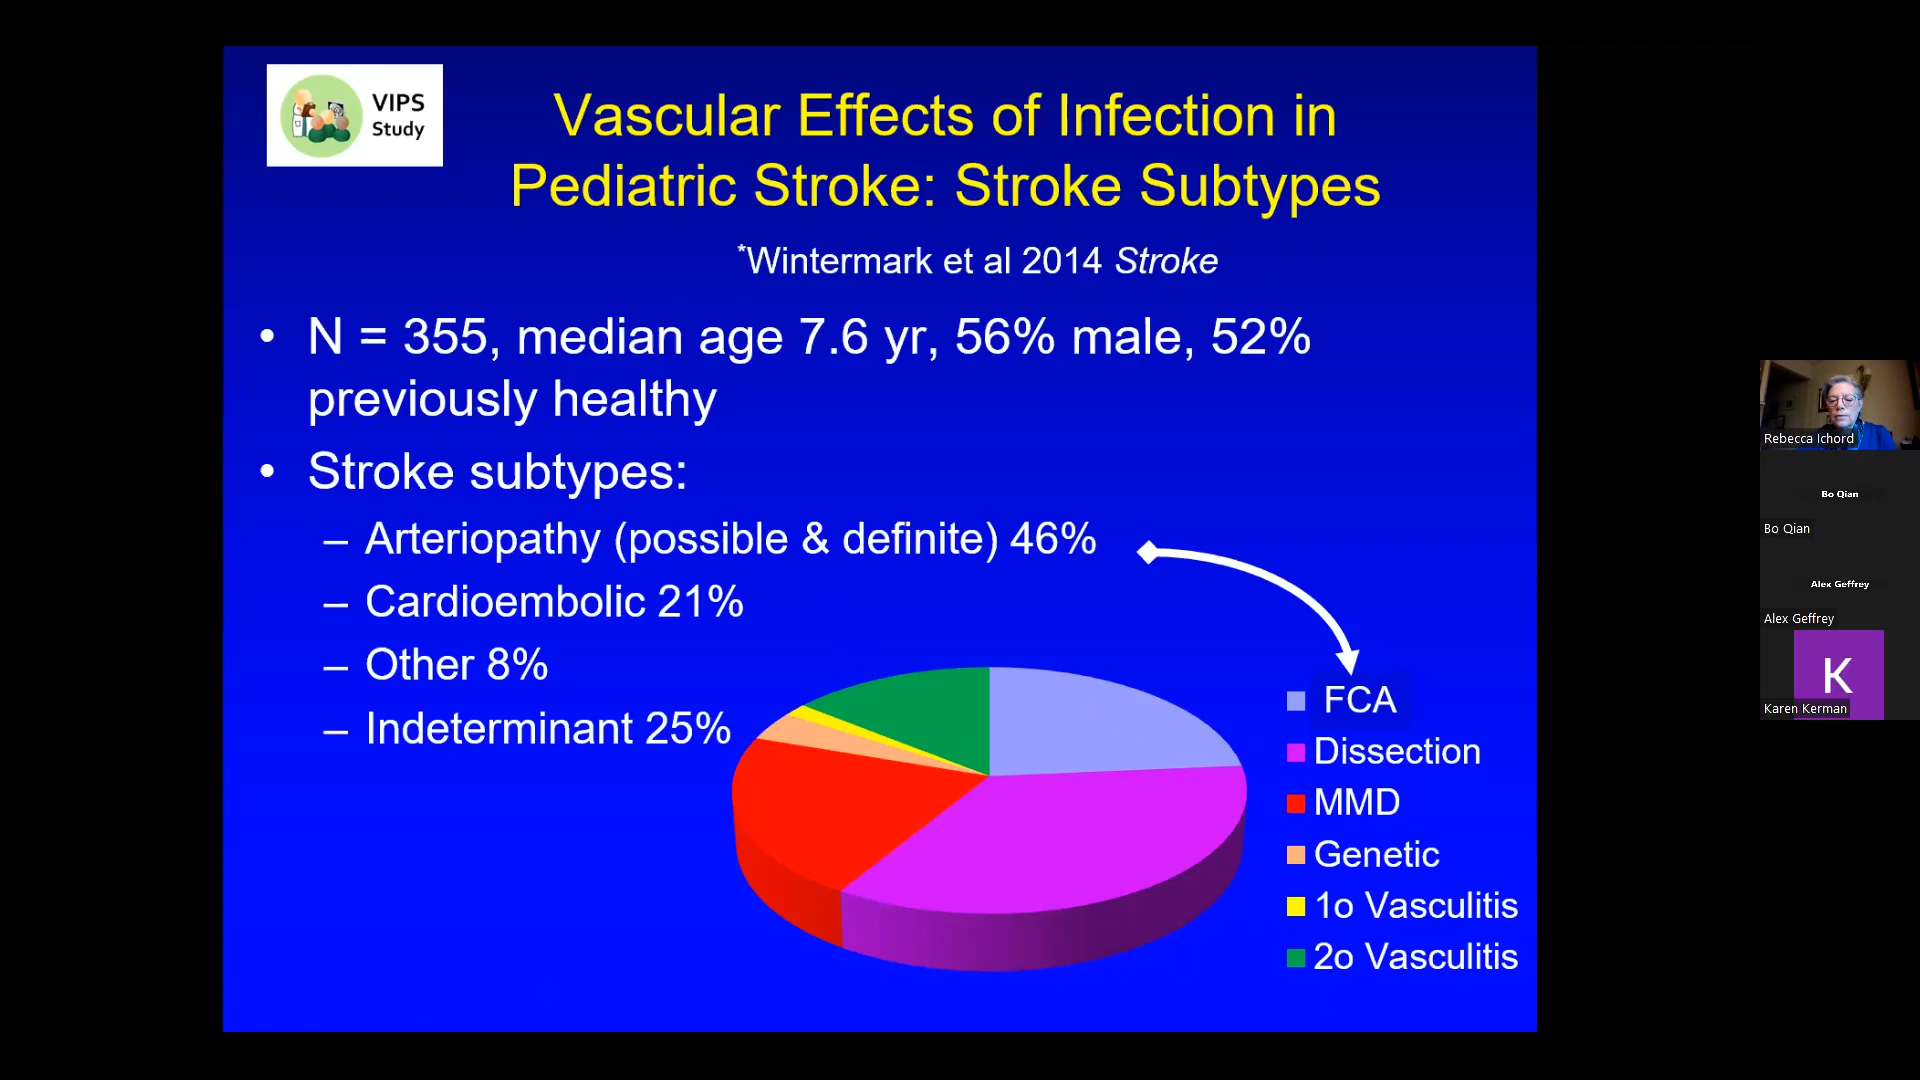 VIPS
Study
Vascular Effects of Infection in
Pediatric Stroke: Stroke Subtypes
*Wintermark et al 2014 Stroke
• N = 355, median age 7.6 yr, 56% male, 52%
previously healthy
• Stroke subtypes:
– Arteriopathy (possible & definite) 46%
– Cardioembolic 21%
– Other 8%
– Indeterminant 25%
FCA
Dissection
MMD
Genetic
1o Vasculitis
2o Vasculitis
Rebecca Ichord
Bo Qian
Bo Qian
Alex Geffrey
Alex Geffrey
K
Karen Kerman